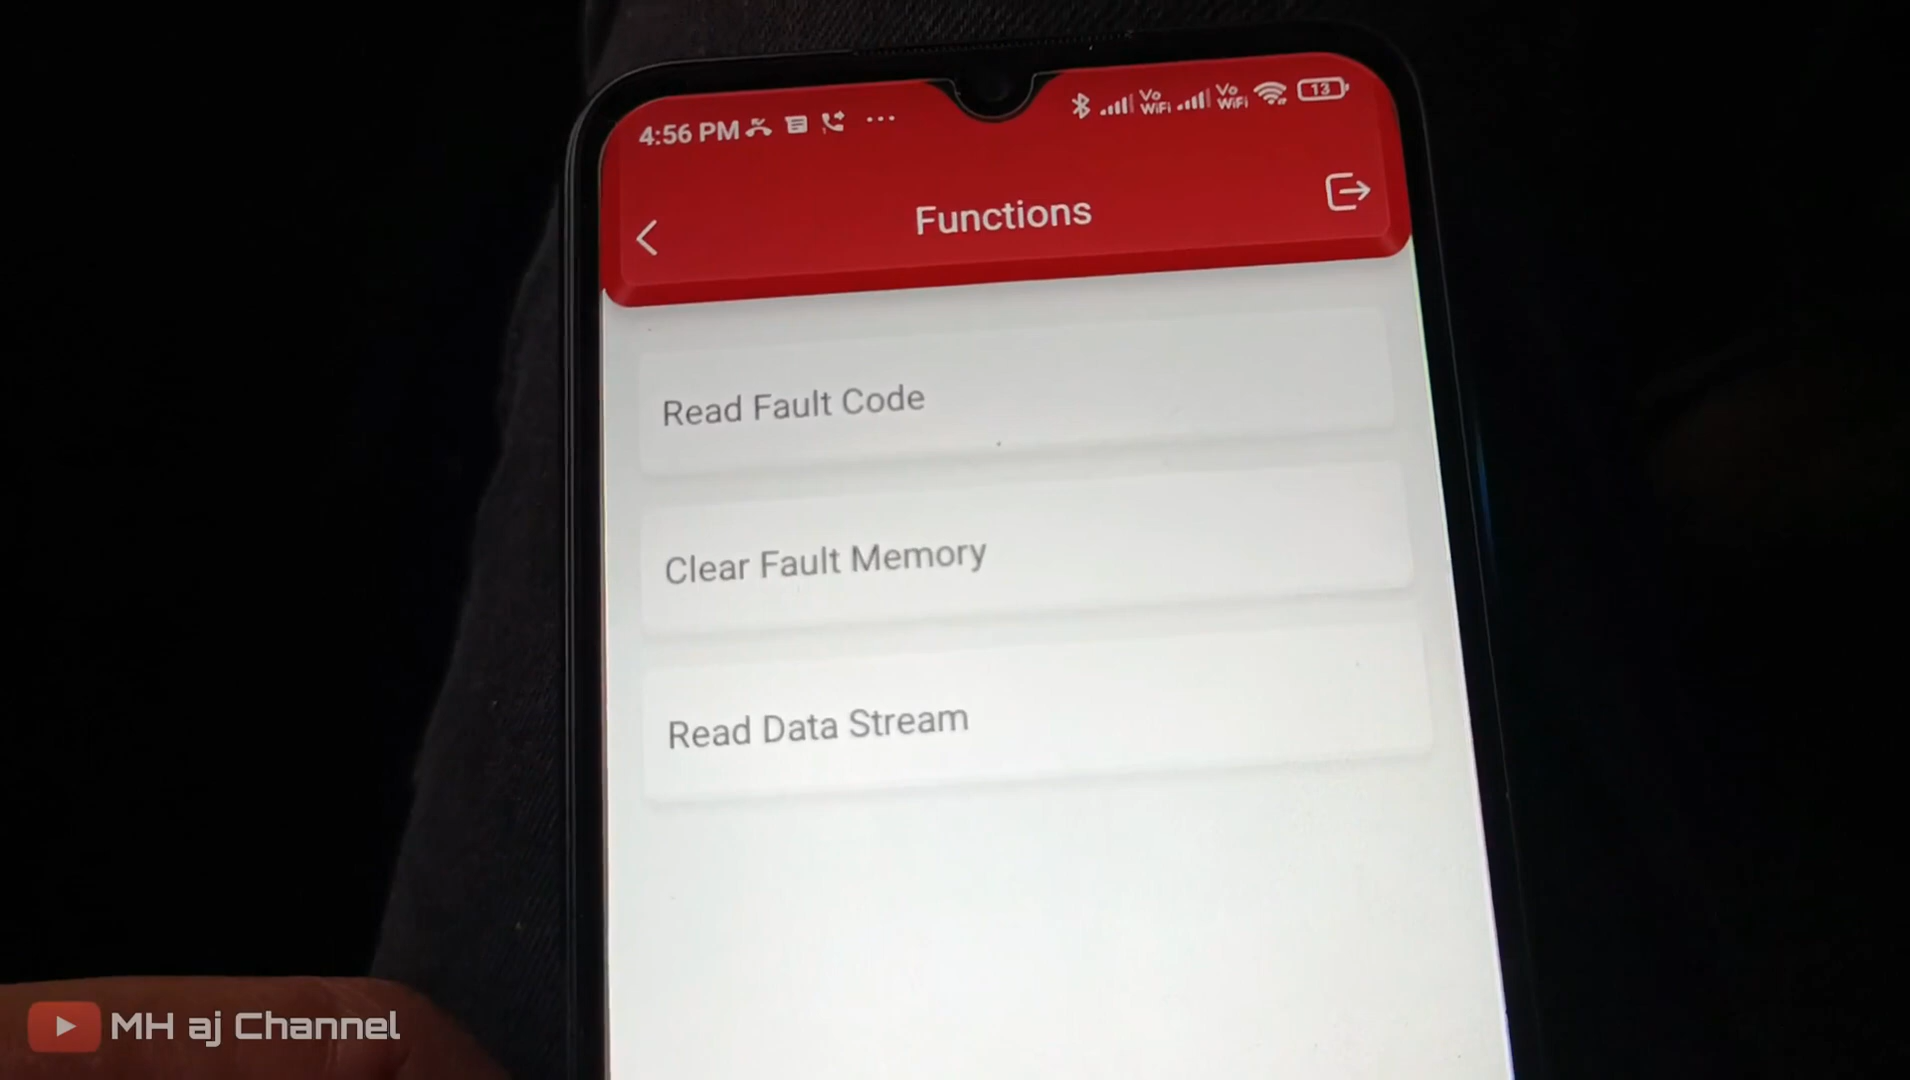 4:56 PM
Vo WiFi Vo WiFi 13
Functions
Read Fault Code
Clear Fault Memory
Read Data Stream
MH aj Channel